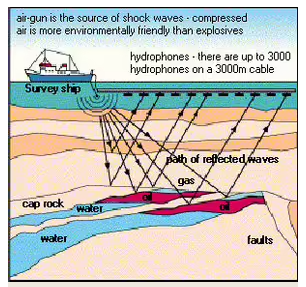 air-gun is the source of shock waves - compressed
air is more environmentally friendly than explosives
hydrophones - there are up to 3000
hydrophones on a 3000m cable
Survey ship
path of reflected waves
gas
cap rock
oil
water
oil
water
faults